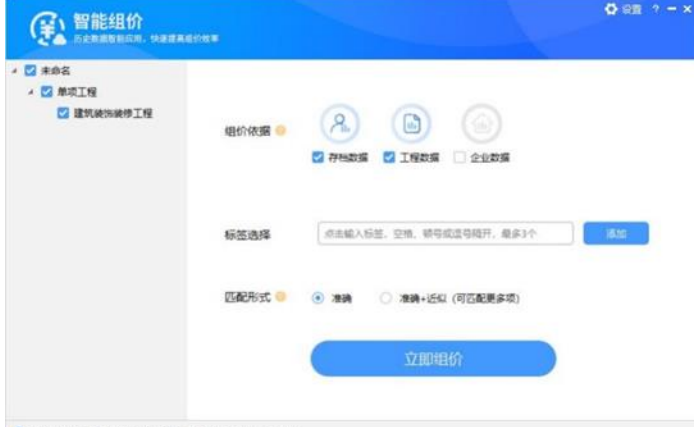 智能组价
历史数据智能应用,快速提高组价效率
设置 ?
未命名
单项工程
建筑装饰装修工程
组价依据
存档数据 工程数据 企业数据
标签选择 点击输入标签、空格、顿号或逗号隔开,最多3个 添加
匹配形式 准确 准确+近似 (可匹配更多项)
立即组价